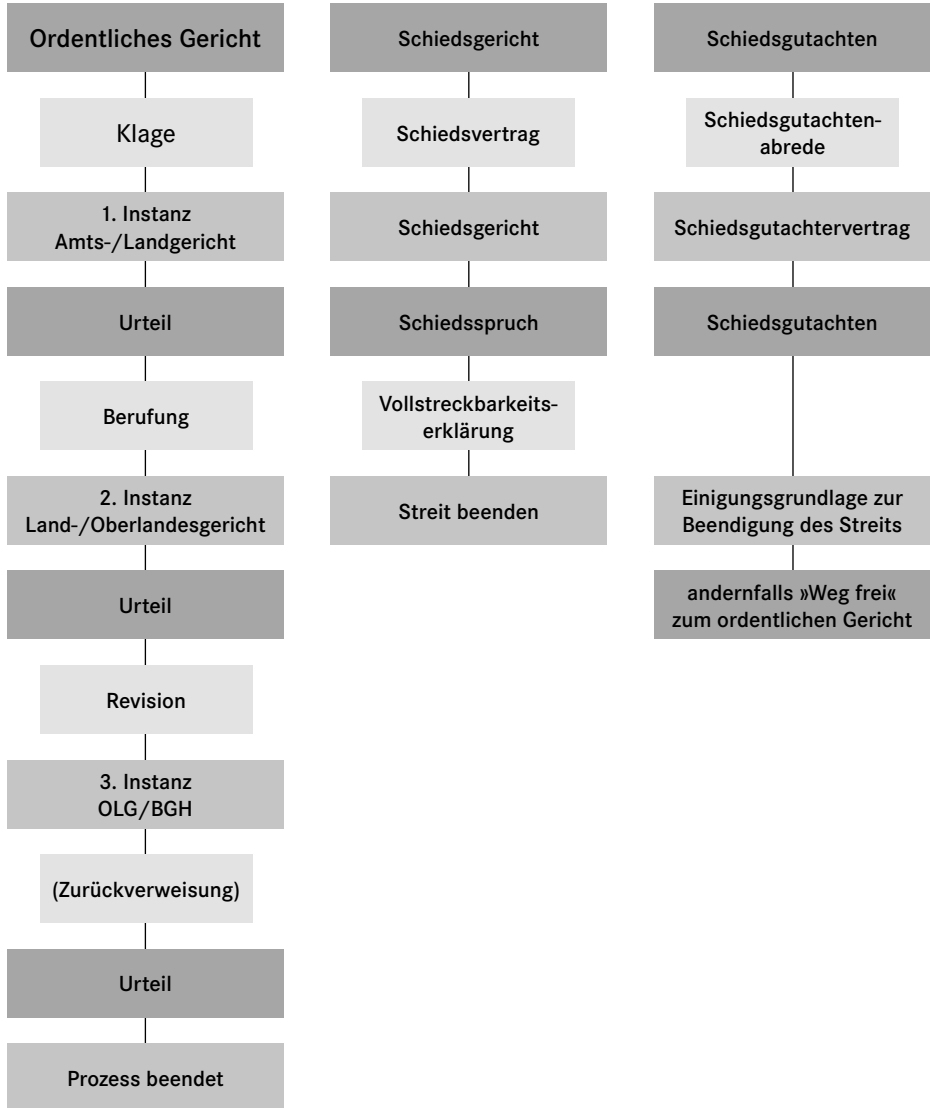 Ordentliches Gericht
Klage
1. Instanz
Amts-/Landgericht
Urteil
Berufung
2. Instanz
Land-/Oberlandesgericht
Urteil
Revision
3. Instanz
OLG/BGH
(Zurückverweisung)
Urteil
Prozess beendet
Schiedsgericht
Schiedsvertrag
Schiedsgericht
Schiedsspruch
Vollstreckbarkeits-
erklärung
Streit beenden
Schiedsgutachten
Schiedsgutachten-
abrede
Schiedsgutachtervertrag
Schiedsgutachten
Einigungsgrundlage zur
Beendigung des Streits
andernfalls »Weg frei«
zum ordentlichen Gericht